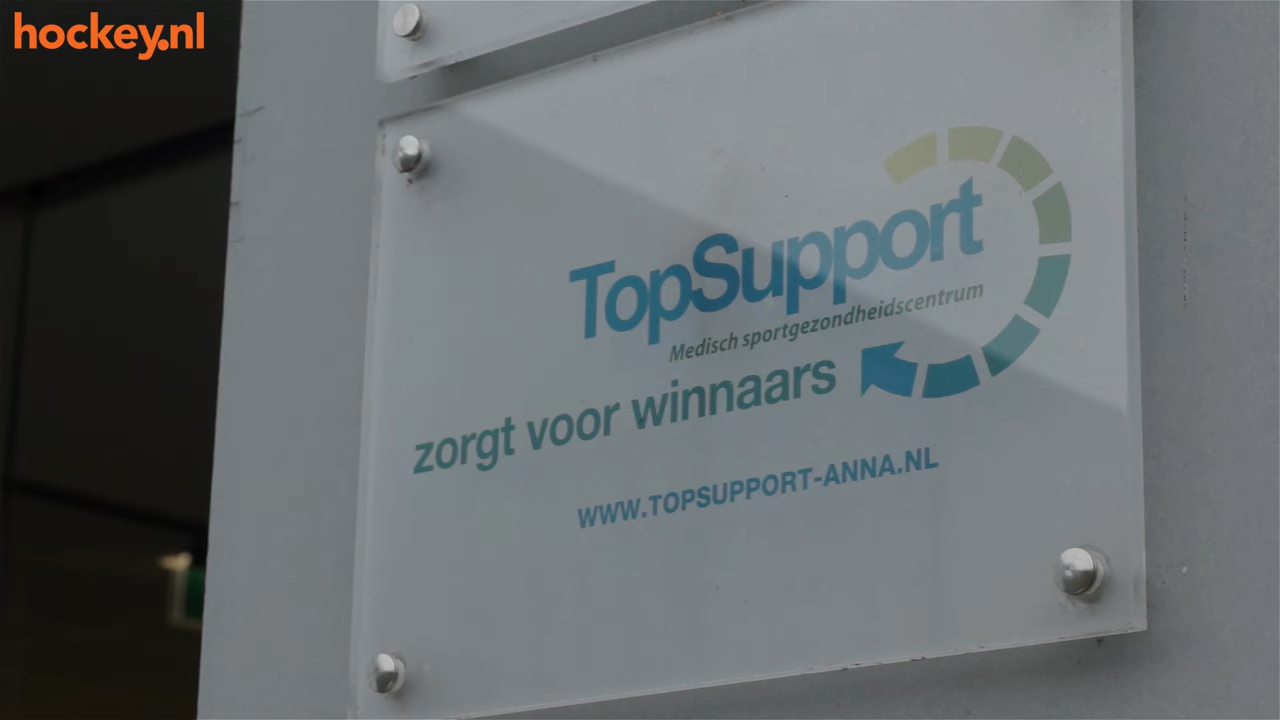 hockey.nl
TopSupport
Medisch sportgezondheidscentrum
zorgt voor winnaars
WWW.TOPSUPPORT-ANNA.NL